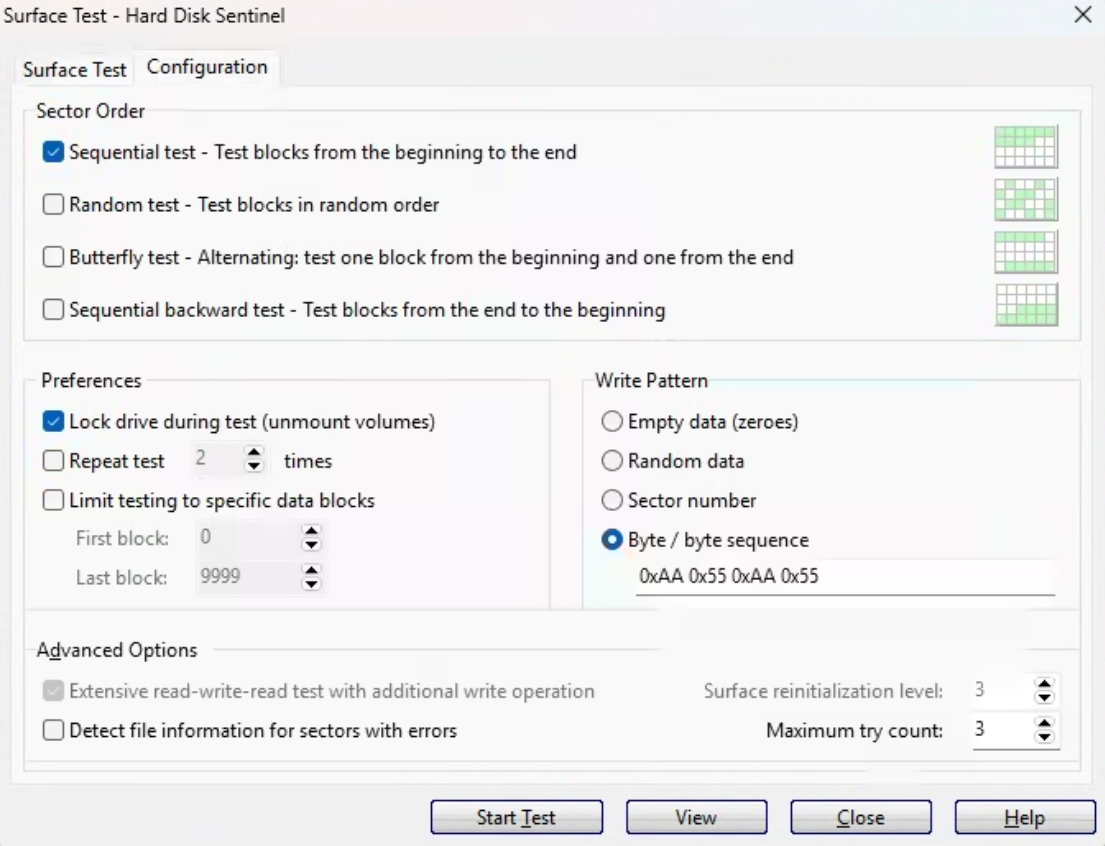 Surface Test - Hard Disk Sentinel
Surface Test Configuration
Sector Order
Sequential test - Test blocks from the beginning to the end
Random test - Test blocks in random order
Butterfly test - Alternating: test one block from the beginning and one from the end
Sequential backward test - Test blocks from the end to the beginning
Preferences
Lock drive during test (unmount volumes)
Repeat test 2 times
Limit testing to specific data blocks
First block: 0
Last block: 9999
Write Pattern
Empty data (zeroes)
Random data
Sector number
Byte / byte sequence
0xAA 0x55 0xAA 0x55
Advanced Options
Extensive read-write-read test with additional write operation
Surface reinitialization level: 3
Detect file information for sectors with errors
Maximum try count: 3
Start Test View Close Help